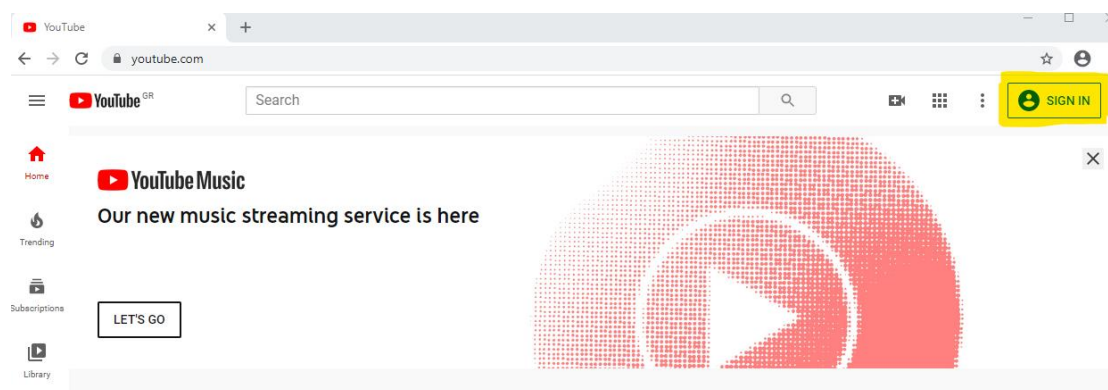 YouTube
youtube.com
YouTube GR
Search
SIGN IN
Home
YouTube Music
Our new music streaming service is here
Trending
Subscriptions
LET'S GO
Library